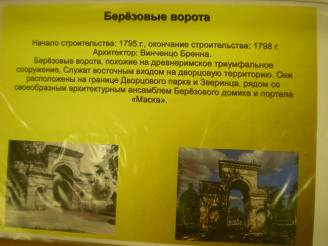 Берёзовые ворота
Начало строительства: 1795 г., окончание строительства: 1798 г.
Архитектор: Винченцо Бренна.
Берёзовые ворота, похожие на древнеримское триумфальное
сооружение, Служат восточным входом на дворцовую территорию. Они
расположены на границе Дворцового парка и Зверинца, рядом со
своеобразным архитектурным ансамблем Берёзового домика и портала
«Маска».